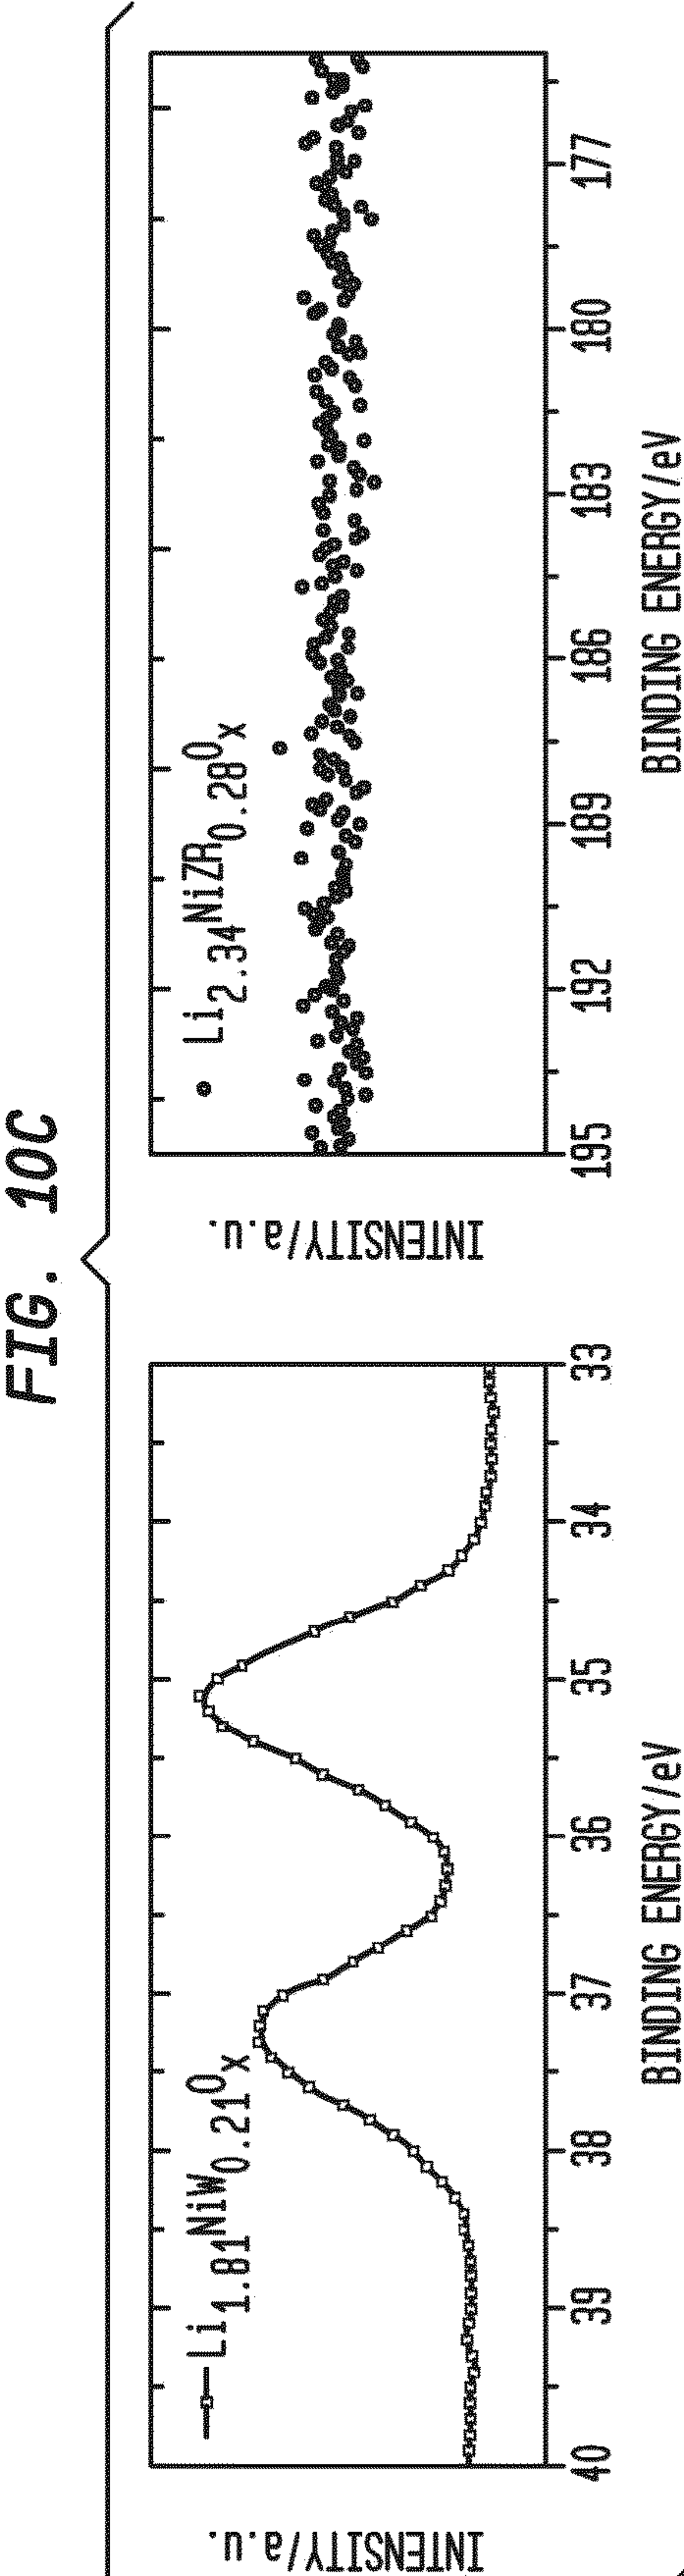 FIG. 10C
INTENSITY/a.u.
Li1.81NiW0.21Ox
40 39 38 37 36 35 34 33
BINDING ENERGY/eV
INTENSITY/a.u.
Li2.34NiZR0.28Ox
195 192 189 186 183 180 177
BINDING ENERGY/eV